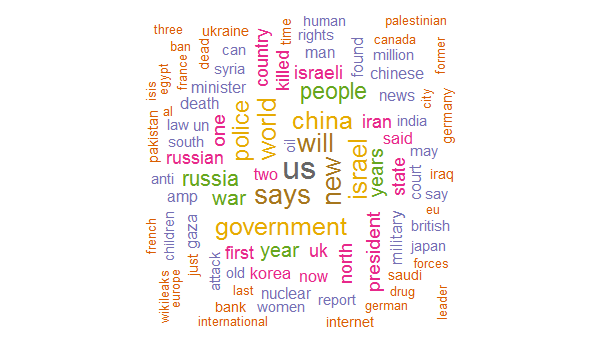 three
ukraine
human
palestinian
ban
dead
can
country
killed
time
rights
canada
former
france
man
found
million
egypt
syria
israeli
chinese
isis
minister
people
news
city
germany
al
death
police
world
china
iran
india
pakistan
law
un
one
will
said
south
oil
may
russian
two
us
new
israel
years
state
court
iraq
anti
russia
say
amp
war
says
eu
french
children
gaza
government
military
british
first
year
uk
north
president
japan
just
attack
old
korea
now
saudi
forces
wikileaks
europe
last
nuclear
report
drug
leader
bank
women
german
international
internet